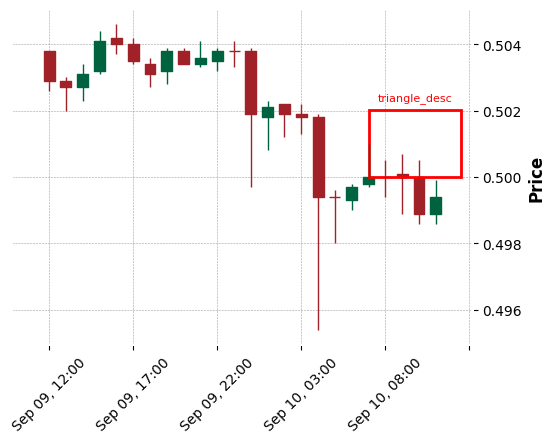 0.504
triangle_desc
0.502
0.500
0.498
0.496
Price
Sep 09, 12:00
Sep 09, 17:00
Sep 09, 22:00
Sep 10, 03:00
Sep 10, 08:00